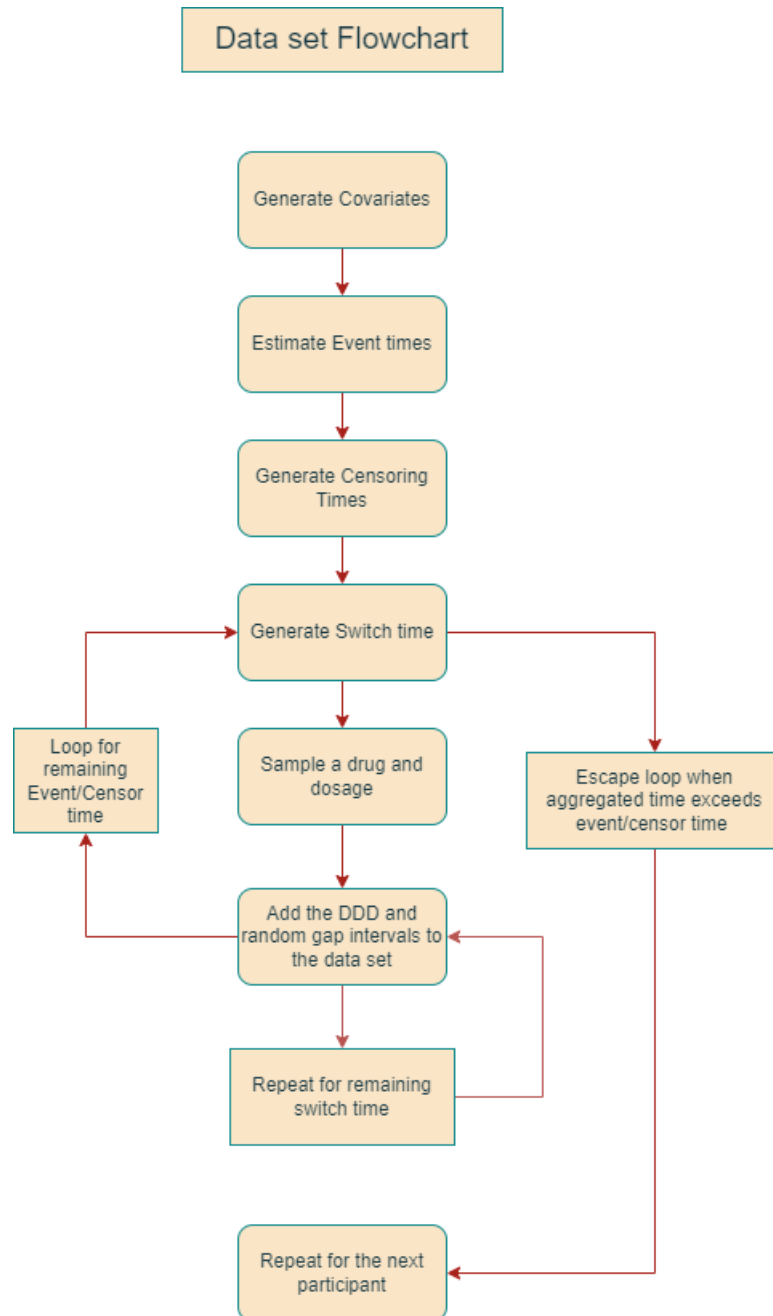 Data set Flowchart
Generate Covariates
Estimate Event times
Generate Censoring
Times
Generate Switch time
Loop for
remaining
Event/Censor
time
Sample a drug and
dosage
Escape loop when
aggregated time exceeds
event/censor time
Add the DDD and
random gap intervals to
the data set
Repeat for remaining
switch time
Repeat for the next
participant